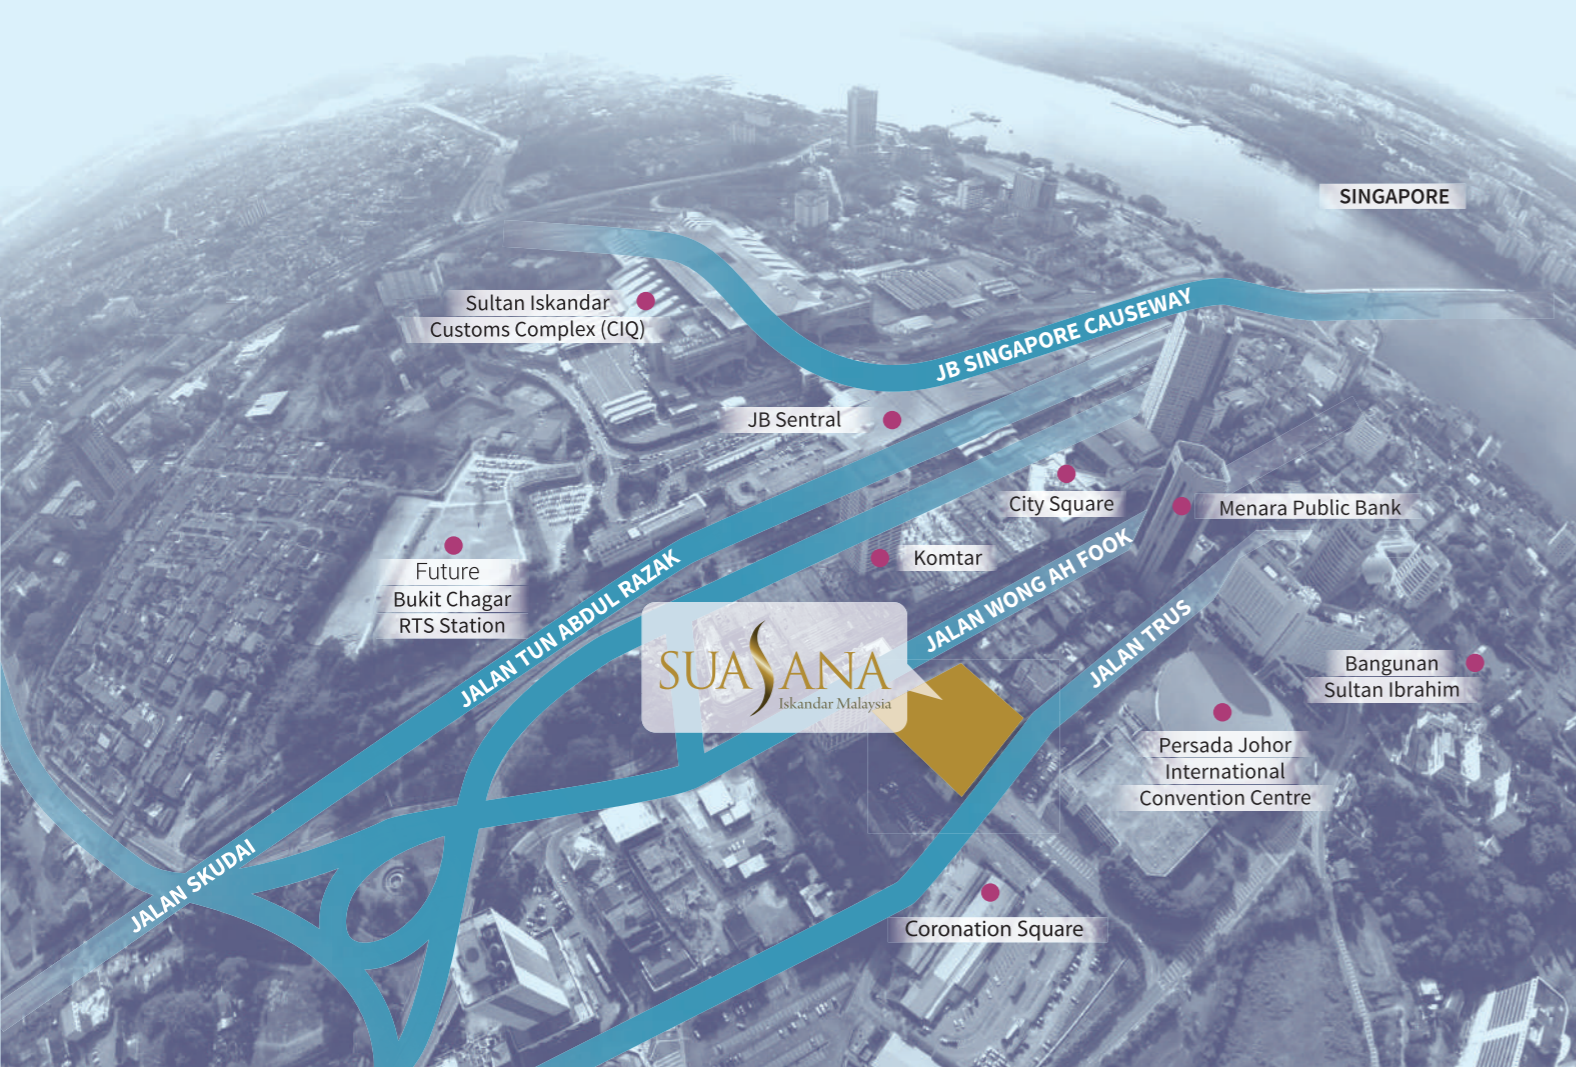 SINGAPORE
Sultan Iskandar
Customs Complex (CIQ)
JB SINGAPORE CAUSEWAY
JB Sentral
City Square
Menara Public Bank
Komtar
Future
Bukit Chagar
RTS Station
JALAN TUN ABDUL RAZAK
JALAN WONG AH FOOK
JALAN TRUS
SUASANA
Iskandar Malaysia
Bangunan
Sultan Ibrahim
Persada Johor
International
Convention Centre
JALAN SKUDAI
Coronation Square